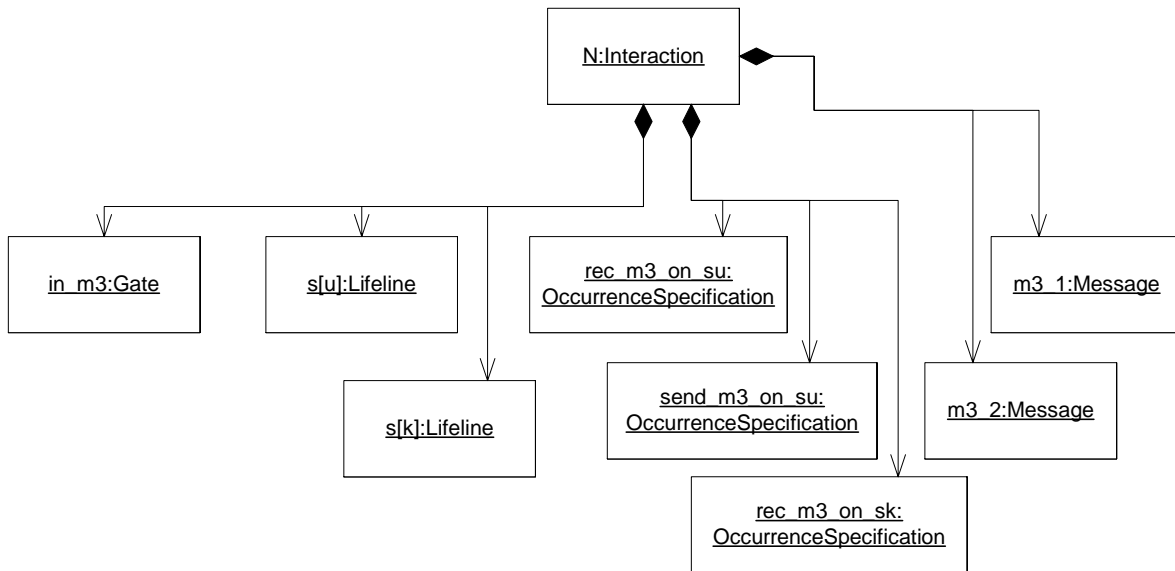 N:Interaction
in_m3:Gate
s[u]:Lifeline
rec_m3_on_su:
OccurrenceSpecification
m3_1:Message
s[k]:Lifeline
send_m3_on_su:
OccurrenceSpecification
m3_2:Message
rec_m3_on_sk:
OccurrenceSpecification